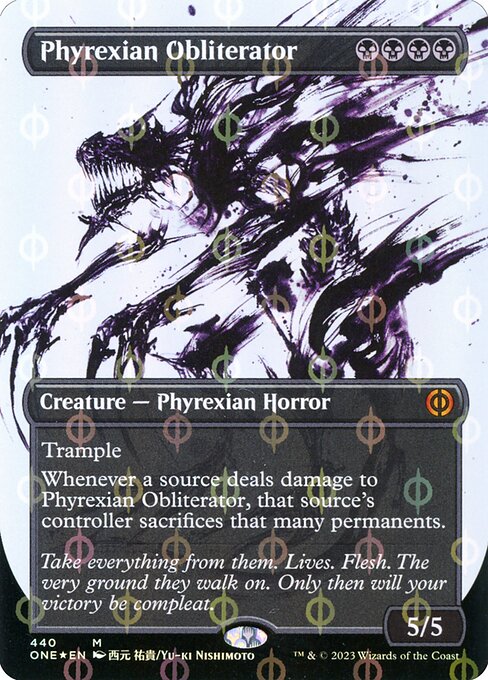 Phyrexian Obliterator
Creature — Phyrexian Horror
Trample
Whenever a source deals damage to
Phyrexian Obliterator, that source's
controller sacrifices that many permanents.
Take everything from them. Lives. Flesh. The
very ground they walk on. Only then will your
victory be compleat.
5/5
440 M
ONE★EN 西元 祐貴/Yu-ki Nishimoto
™ & © 2023 Wizards of the Coast